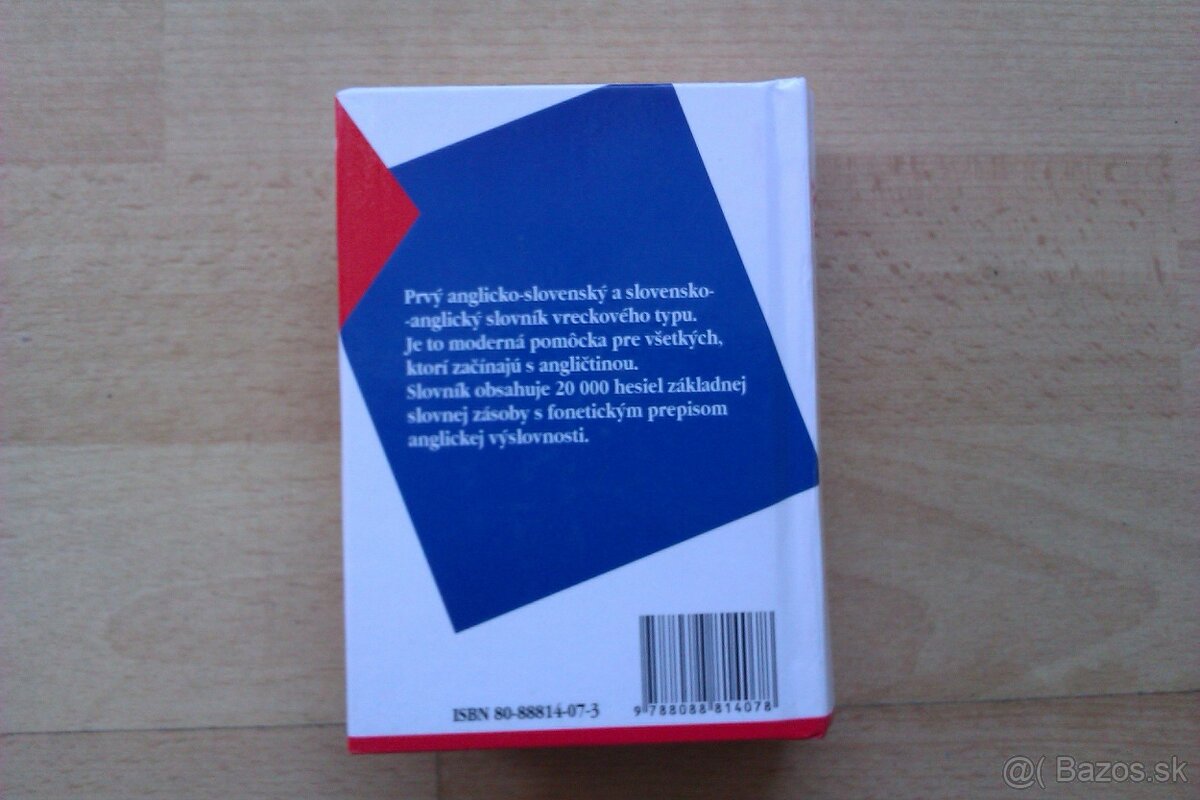 Prvý anglicko-slovenský a slovensko-
-anglický slovník vreckového typu.
Je to moderná pomôcka pre všetkých,
ktorí začínajú s angličtinou.
Slovník obsahuje 20 000 hesiel základnej
slovnej zásoby s fonetickým prepisom
anglickej výslovnosti.
ISBN 80-88814-07-3
9 788088 814078
@( Bazos.sk